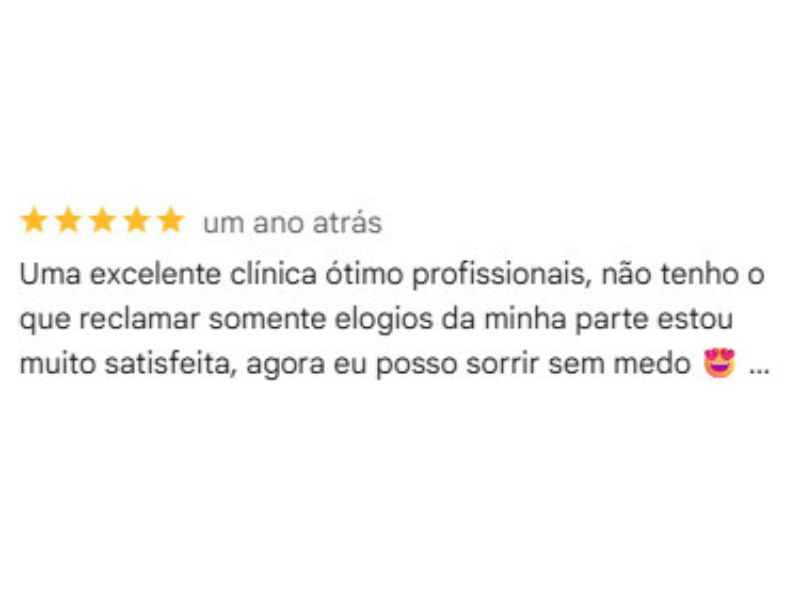 um ano atrás
Uma excelente clínica ótimo profissionais, não tenho o
que reclamar somente elogios da minha parte estou
muito satisfeita, agora eu posso sorrir sem medo 😍 ...